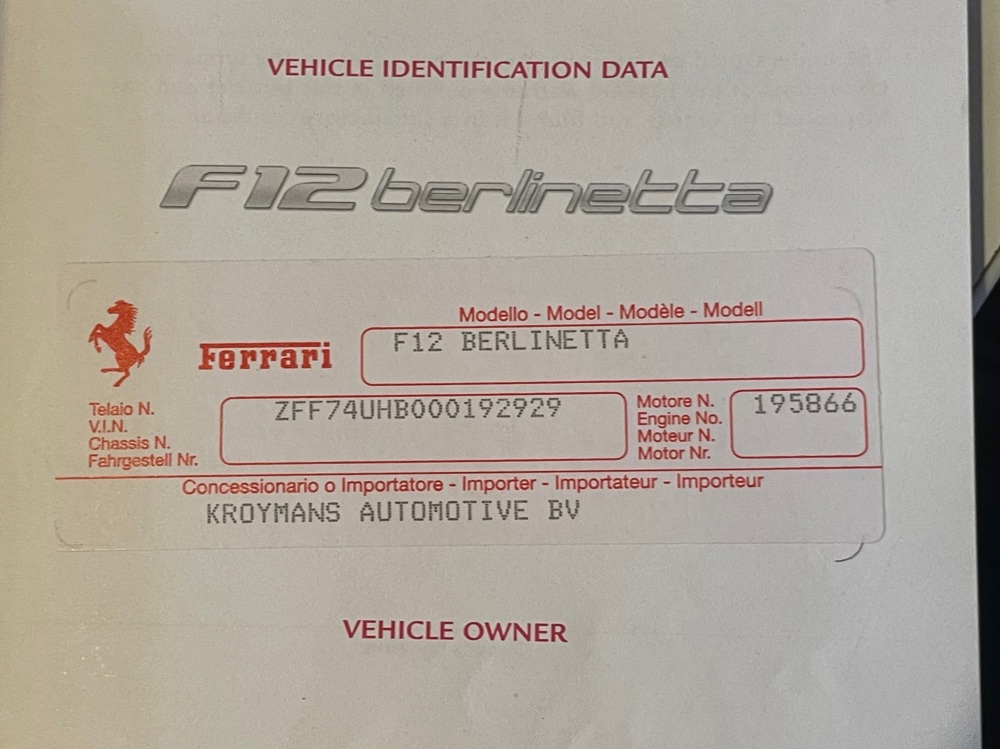 VEHICLE IDENTIFICATION DATA
F12berlinetta
Modello - Model - Modèle - Modell
Ferrari
F12 BERLINETTA
Telaio N.
V.I.N.
Chassis N.
Fahrgestell Nr.
ZFF74UHB000192929
Motore N.
Engine No.
Moteur N.
Motor Nr.
195866
Concessionario o Importatore - Importer - Importateur - Importeur
KROYMANS AUTOMOTIVE BV
VEHICLE OWNER